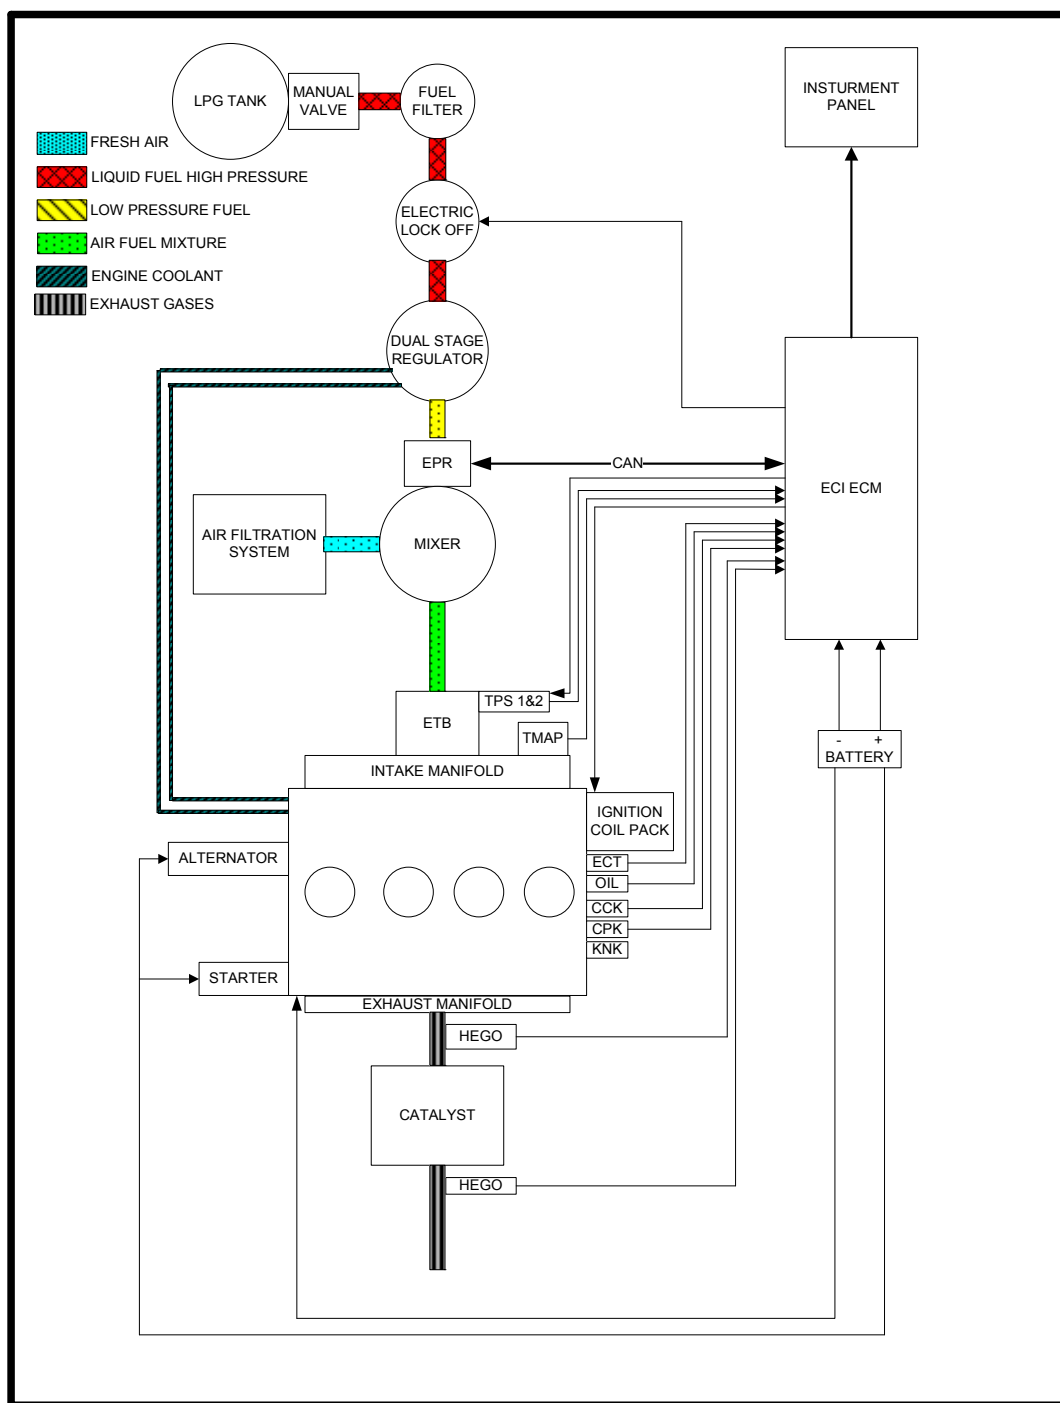 LPG TANK
MANUAL
VALVE
FUEL
FILTER
INSTURMENT
PANEL
FRESH AIR
LIQUID FUEL HIGH PRESSURE
LOW PRESSURE FUEL
AIR FUEL MIXTURE
ENGINE COOLANT
EXHAUST GASES
ELECTRIC
LOCK OFF
DUAL STAGE
REGULATOR
EPR
CAN
ECI ECM
AIR FILTRATION
SYSTEM
MIXER
ETB
TPS 1&2
TMAP
INTAKE MANIFOLD
- +
BATTERY
IGNITION
COIL PACK
ALTERNATOR
ECT
OIL
CCK
CPK
KNK
STARTER
EXHAUST MANIFOLD
HEGO
CATALYST
HEGO